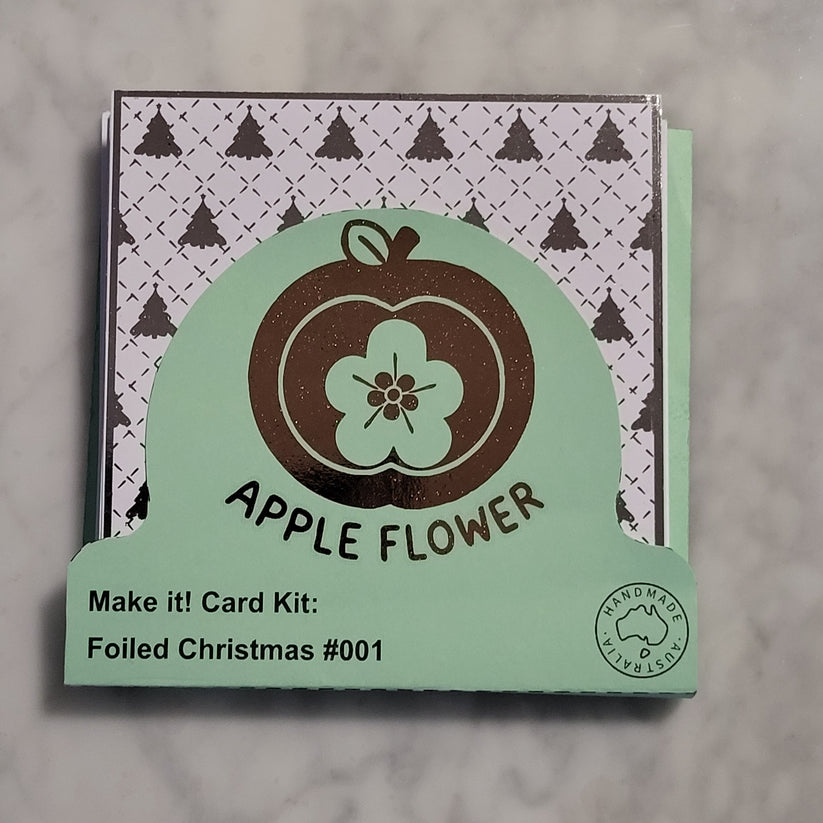 APPLE FLOWER
Make it! Card Kit:
Foiled Christmas #001
HANDMADE
· AUSTRALIA ·